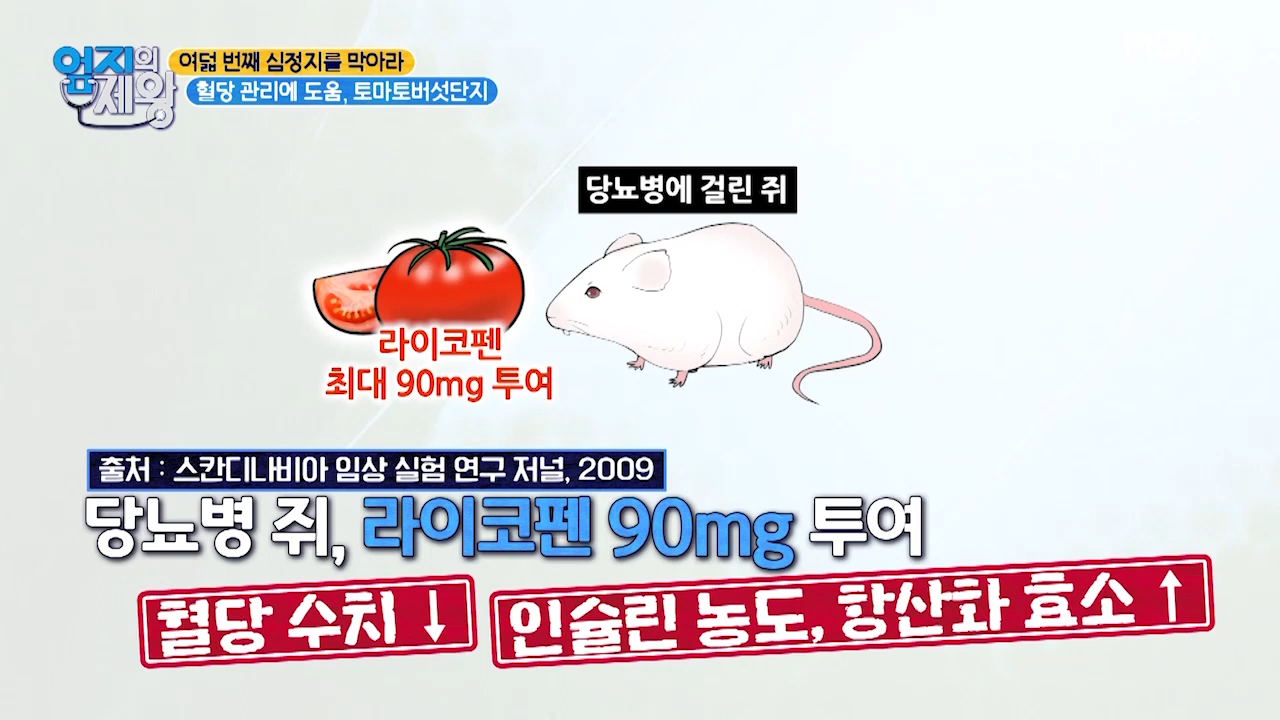 엄지의
제왕
여덟 번째 심정지를 막아라
혈당 관리에 도움, 토마토버섯단지
당뇨병에 걸린 쥐
라이코펜
최대 90mg 투여
출처 : 스칸디나비아 임상 실험 연구 저널, 2009
당뇨병 쥐, 라이코펜 90mg 투여
혈당 수치 ↓
인슐린 농도, 항산화 효소 ↑